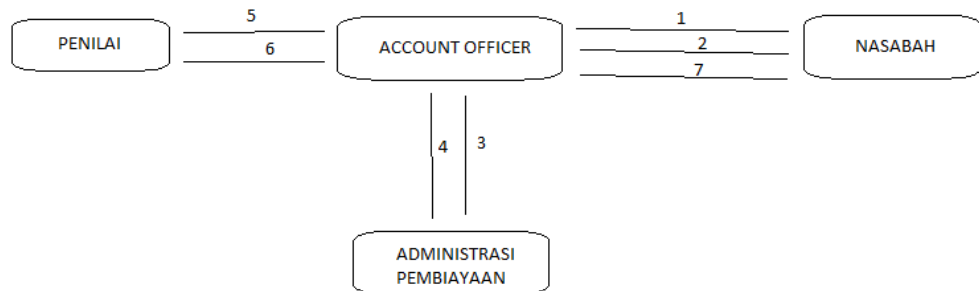 5
1
PENILAI
6
ACCOUNT OFFICER
2
NASABAH
7
4
3
ADMINISTRASI
PEMBIAYAAN